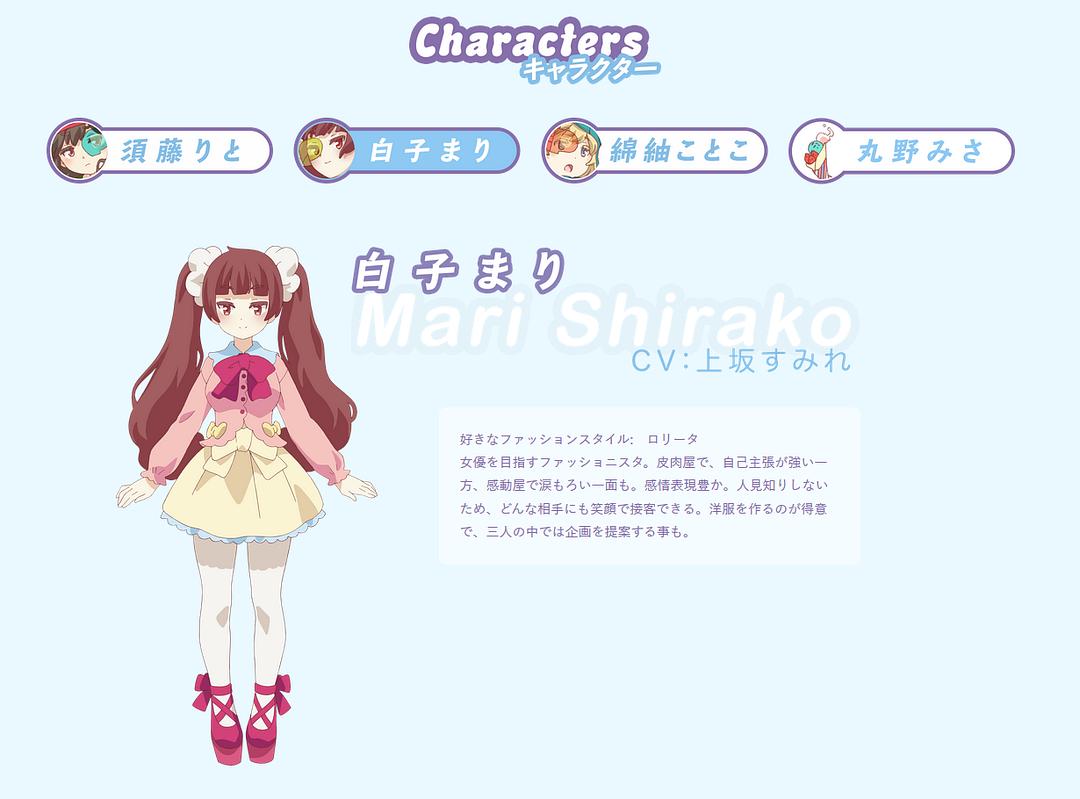 Characters
キャラクター
須藤りと
白子まり
綿紬ことこ
丸野みさ
白子まり
Mari Shirako
CV:上坂すみれ
好きなファッションスタイル: ロリータ
女優を目指すファッショニスタ。皮肉屋で、自己主張が強い一
方、感動屋で涙もろい一面も。感情表現豊か。人見知りしない
ため、どんな相手にも笑顔で接客できる。洋服を作るのが得意
で、三人の中では企画を提案する事も。